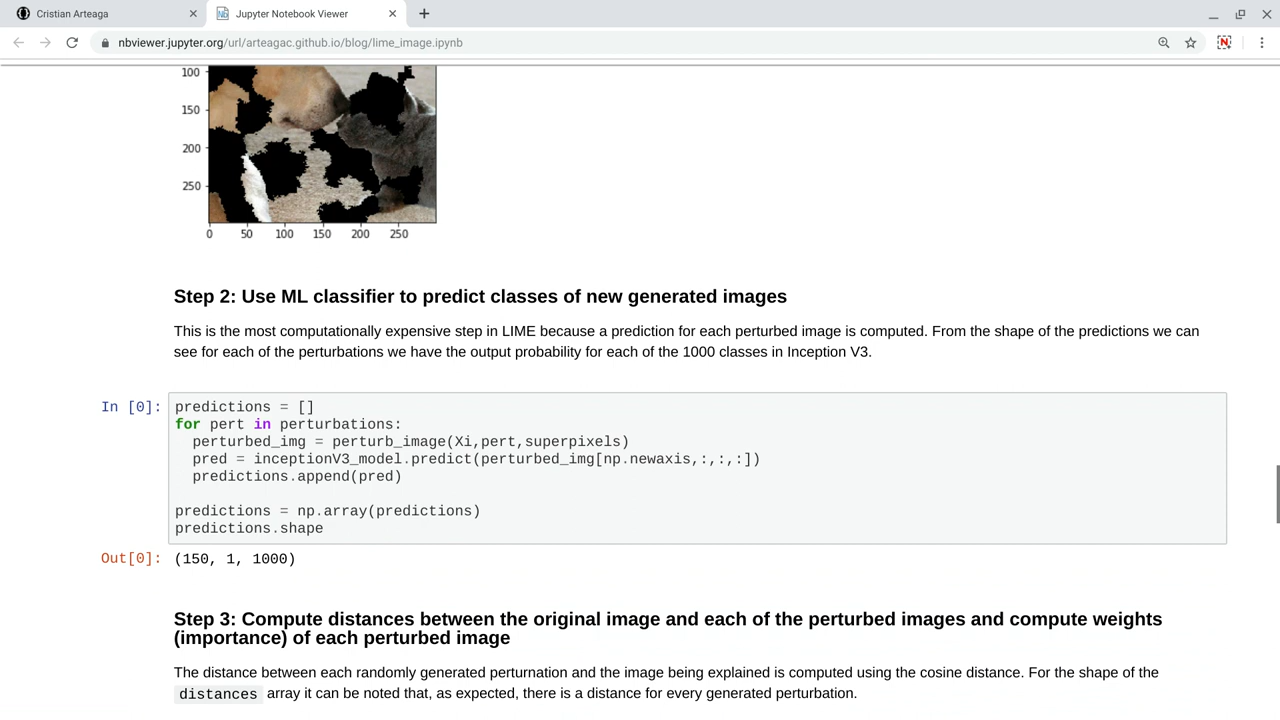 Cristian Arteaga
Jupyter Notebook Viewer
nbviewer.jupyter.org/url/arteagac.github.io/blog/lime_image.ipynb
100
150
200
250
0 50 100 150 200 250
Step 2: Use ML classifier to predict classes of new generated images
This is the most computationally expensive step in LIME because a prediction for each perturbed image is computed. From the shape of the predictions we can
see for each of the perturbations we have the output probability for each of the 1000 classes in Inception V3.
In [0]: predictions = []
for pert in perturbations:
  perturbed_img = perturb_image(Xi,pert,superpixels)
  pred = inceptionV3_model.predict(perturbed_img[np.newaxis,:,:,:])
  predictions.append(pred)
predictions = np.array(predictions)
predictions.shape
Out[0]: (150, 1, 1000)
Step 3: Compute distances between the original image and each of the perturbed images and compute weights
(importance) of each perturbed image
The distance between each randomly generated perturnation and the image being explained is computed using the cosine distance. For the shape of the
distances array it can be noted that, as expected, there is a distance for every generated perturbation.